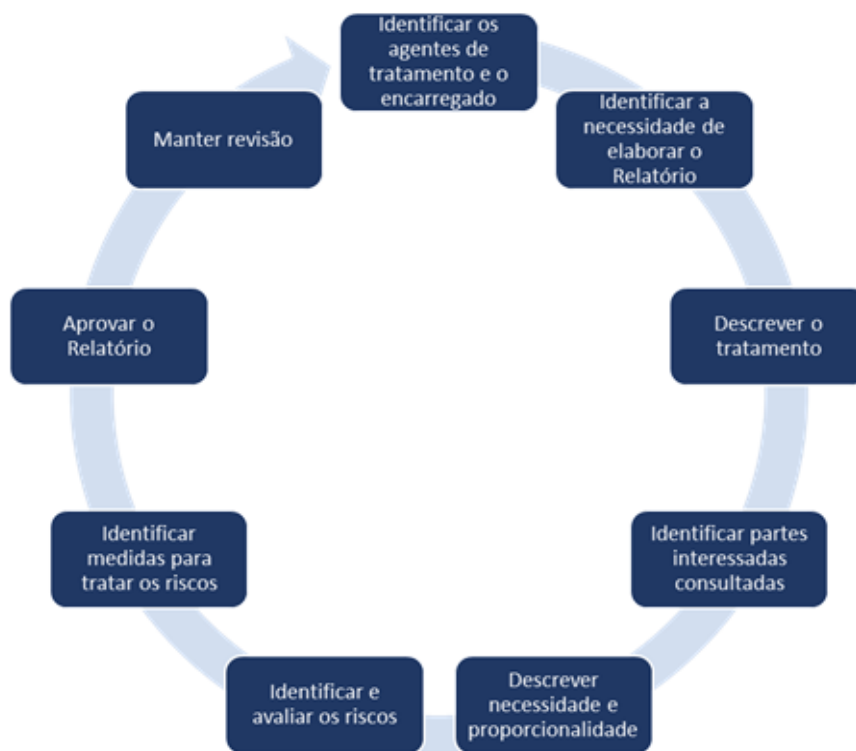 Identificar os
agentes de
tratamento e o
encarregado
Identificar a
necessidade de
elaborar o
Relatório
Descrever o
tratamento
Identificar partes
interessadas
consultadas
Descrever
necessidade e
proporcionalidade
Identificar e
avaliar os riscos
Identificar
medidas para
tratar os riscos
Aprovar o
Relatório
Manter revisão